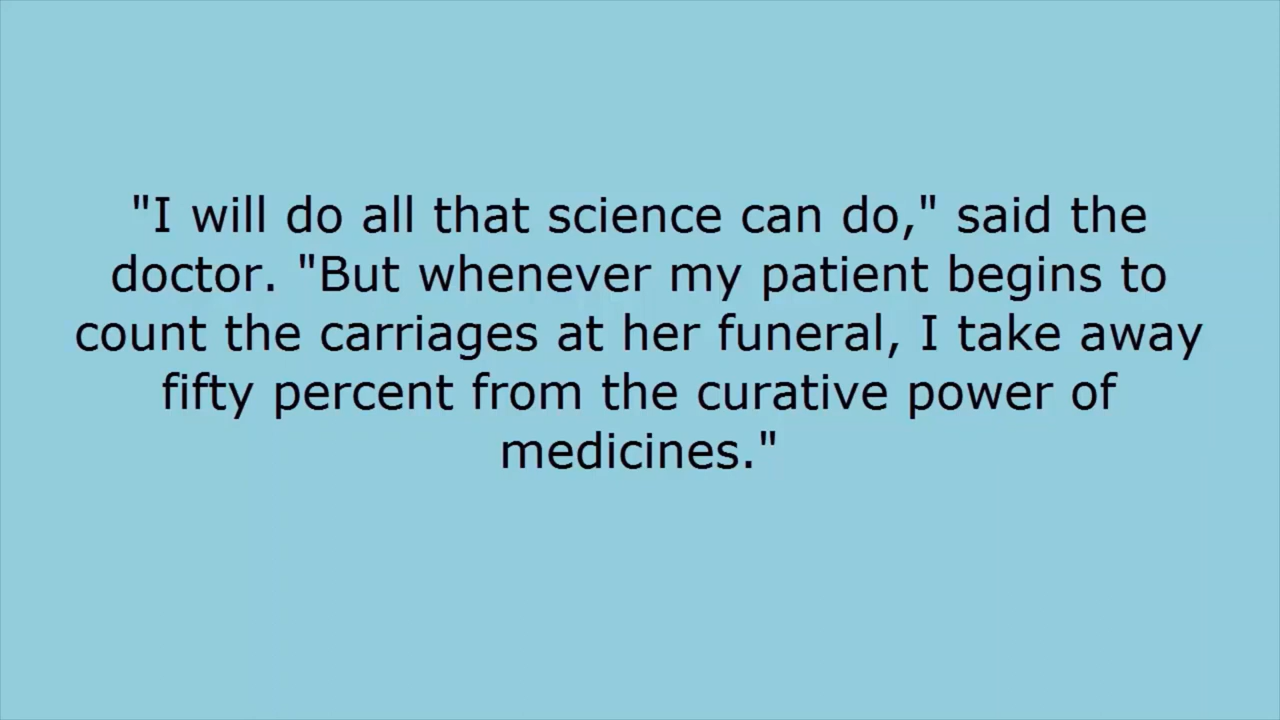 "I will do all that science can do," said the
doctor. "But whenever my patient begins to
count the carriages at her funeral, I take away
fifty percent from the curative power of
medicines."